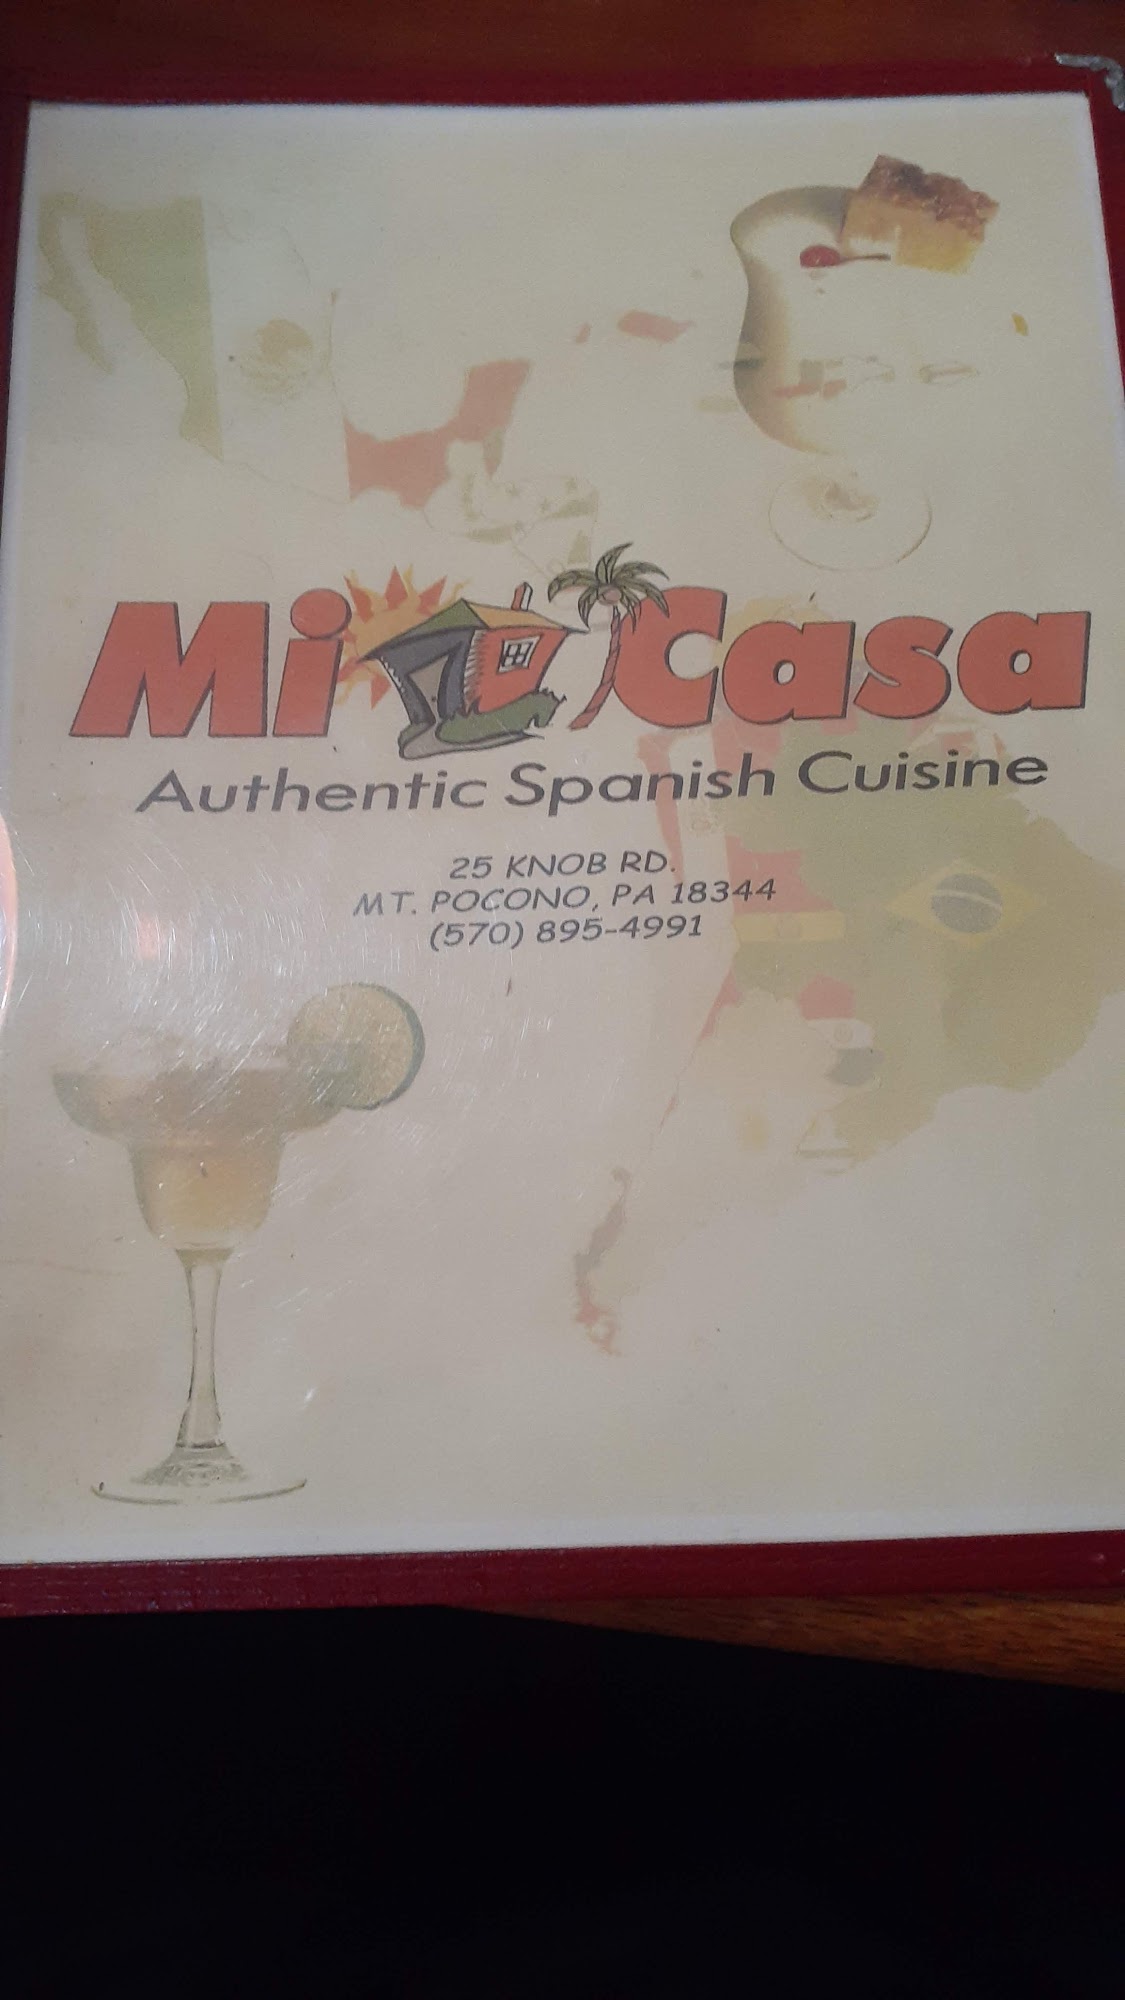 Mi Casa
Authentic Spanish Cuisine
25 KNOB RD.
MT. POCONO, PA 18344
(570) 895-4991